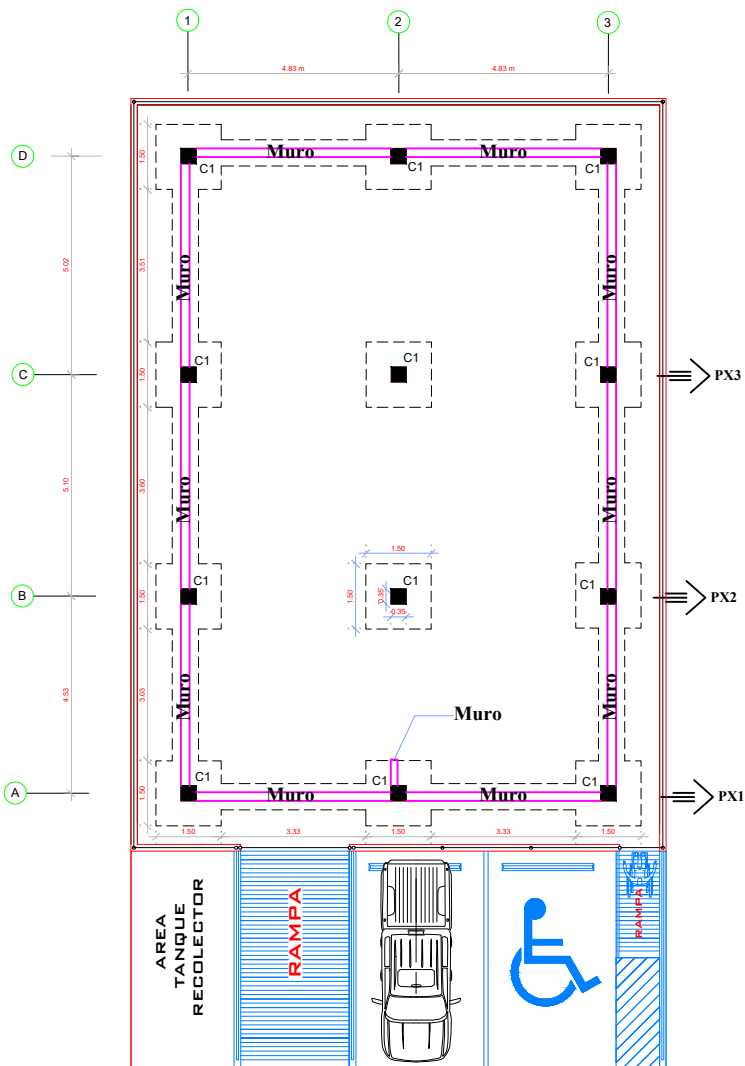 1
2
3
4.83 m
4.83 m
D
1.50
Muro
Muro
C1
C1
C1
5.02
3.51
Muro
Muro
C
1.50
C1
C1
C1
PX3
5.10
3.60
Muro
Muro
1.50
B
1.50
C1
1.50
0.35
0.35
C1
C1
PX2
4.53
3.03
Muro
Muro
Muro
A
1.50
C1
C1
C1
Muro
Muro
PX1
1.50
3.33
1.50
3.33
1.50
AREA
TANQUE
RECOLECTOR
RAMPA
RAMPA